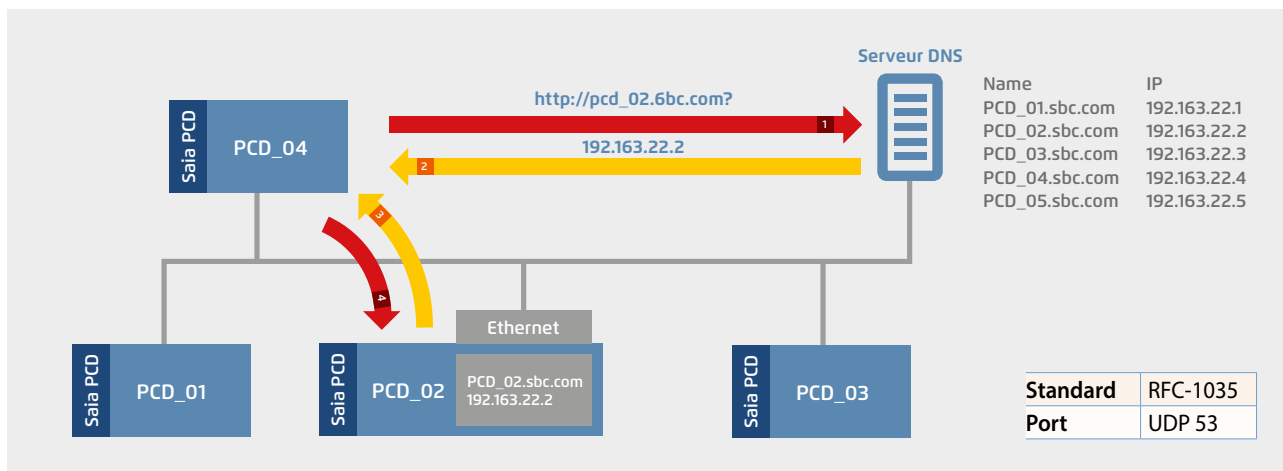 Serveur DNS
http://pcd_02.6bc.com?
1
192.163.22.2
2
Name IP
PCD_01.sbc.com 192.163.22.1
PCD_02.sbc.com 192.163.22.2
PCD_03.sbc.com 192.163.22.3
PCD_04.sbc.com 192.163.22.4
PCD_05.sbc.com 192.163.22.5
Saia PCD
PCD_04
3
4
Ethernet
Saia PCD
PCD_01
Saia PCD
PCD_02
PCD_02.sbc.com
192.163.22.2
Saia PCD
PCD_03
Standard RFC-1035
Port UDP 53